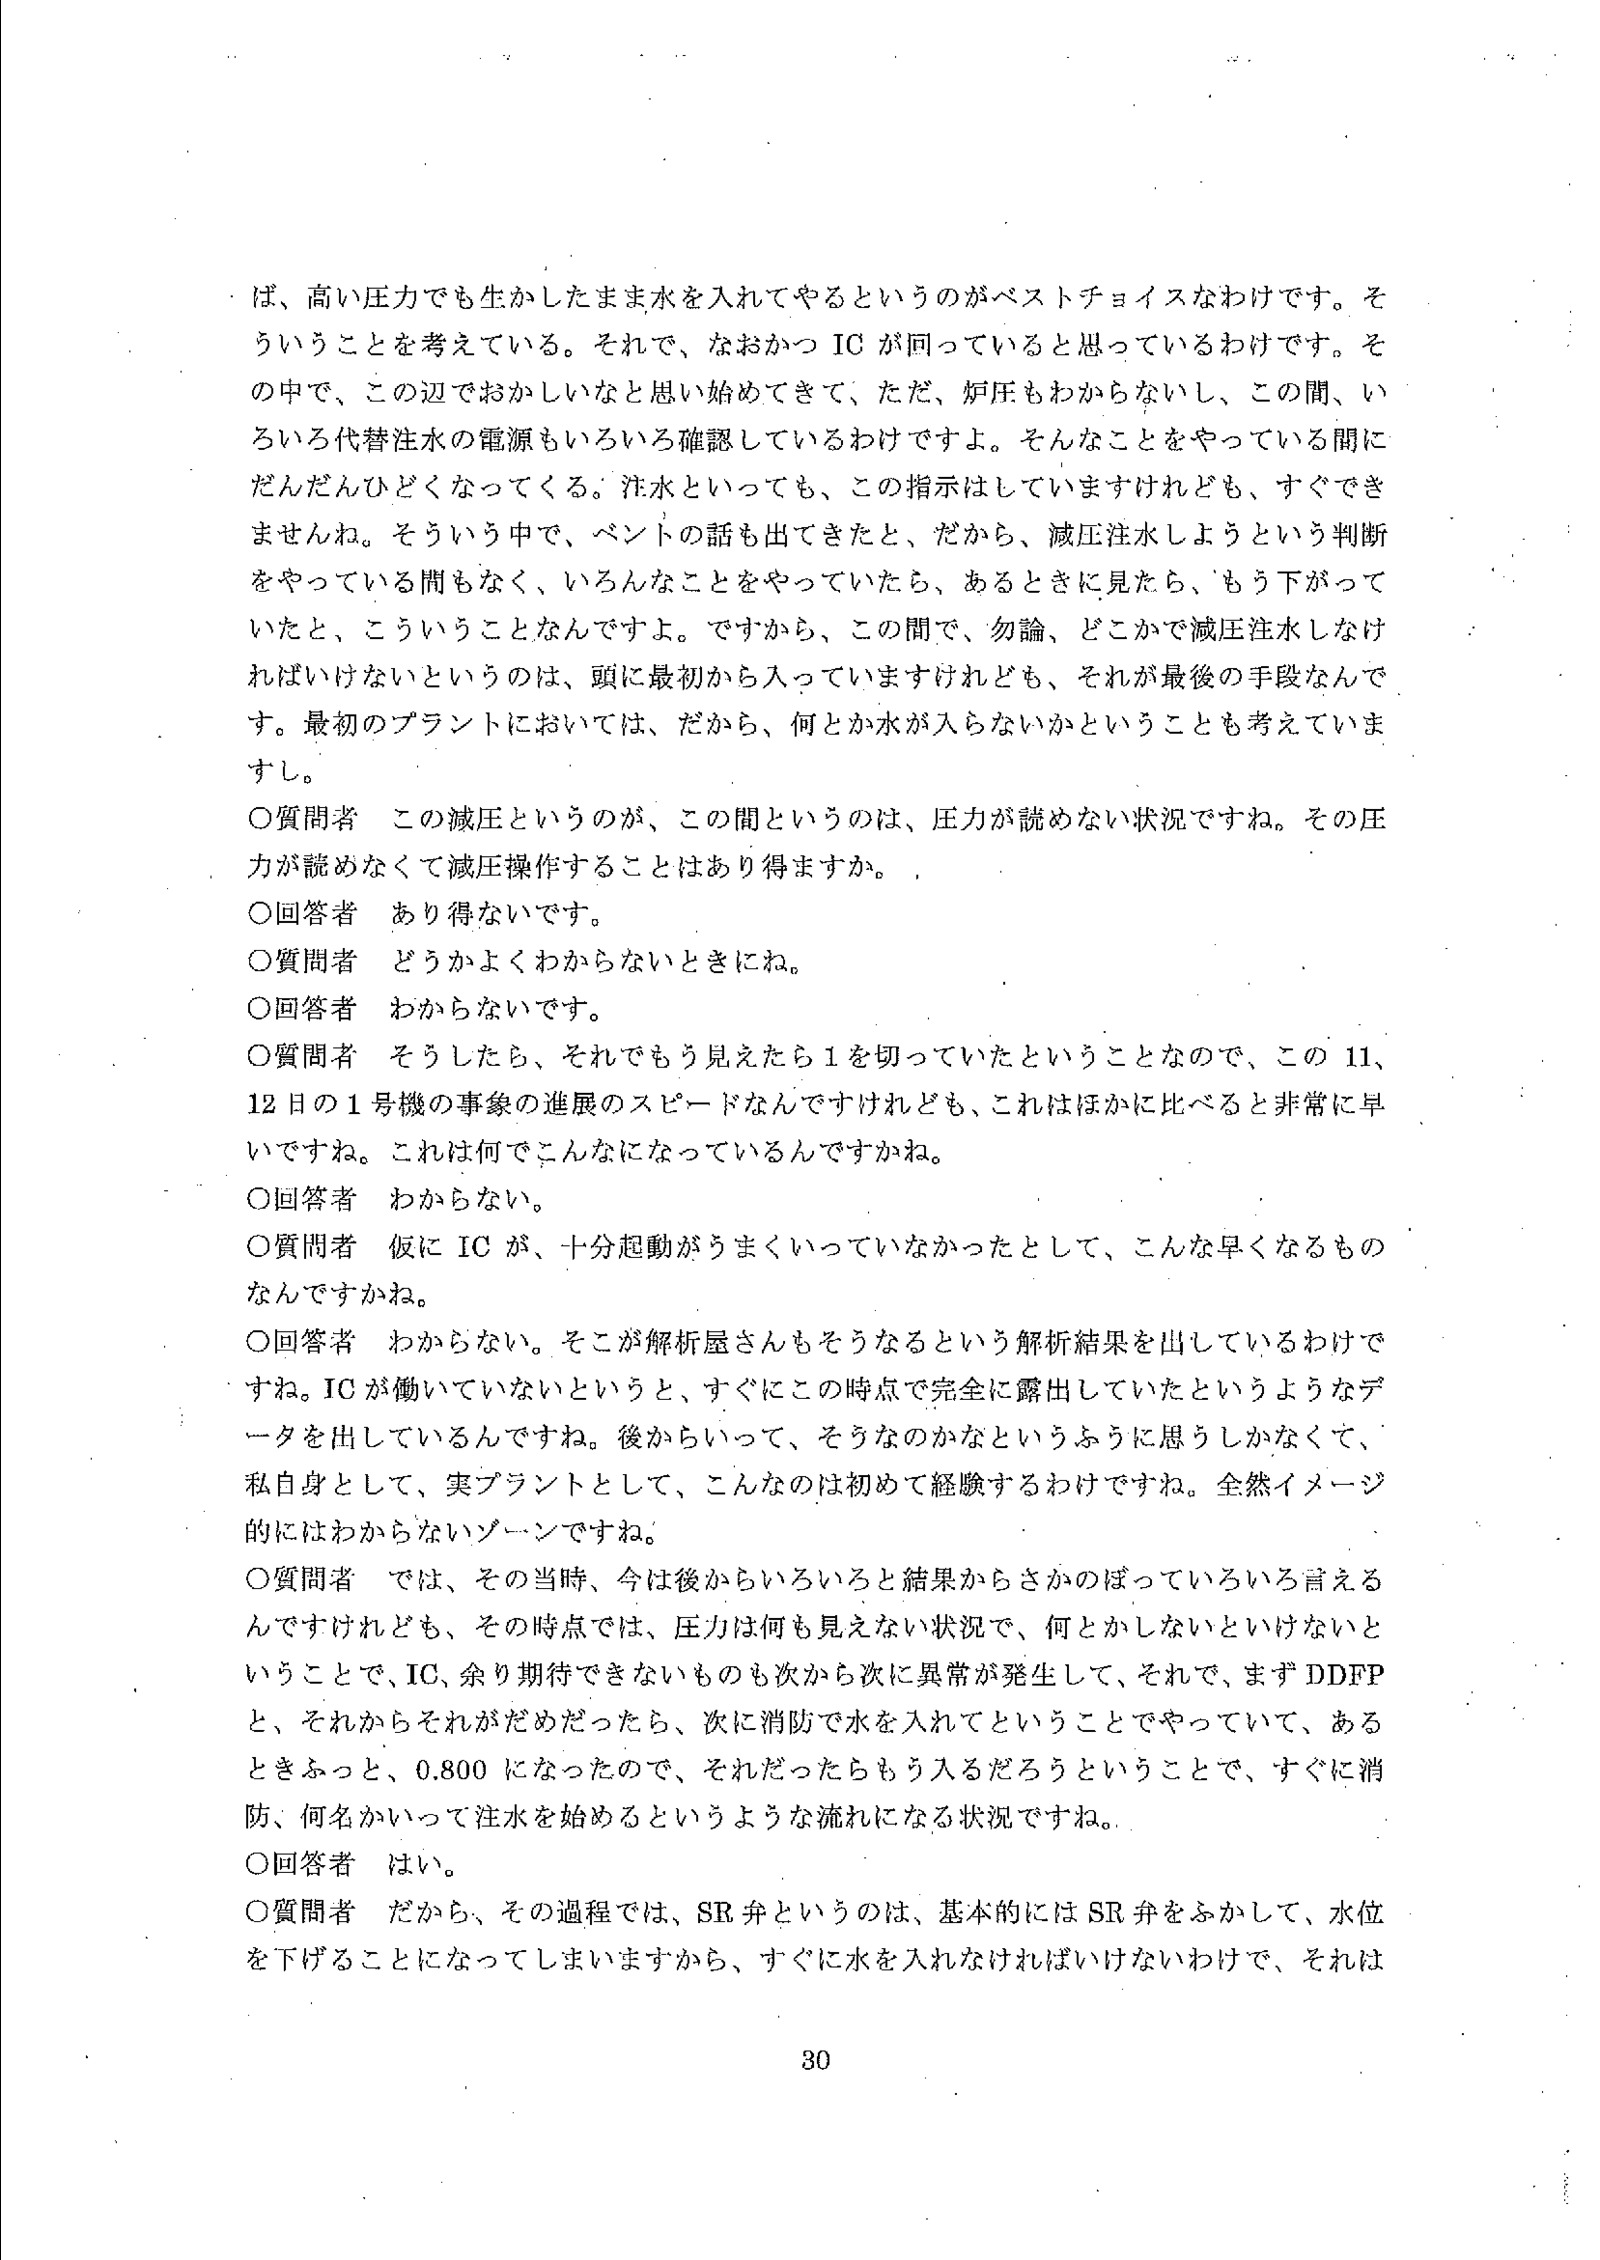 ば、高い圧力でも生かしたまま水を入れてやるというのがベストチョイスなわけです。そ
ういうことを考えている。それで、なおかつ IC が回っていると思っているわけです。そ
の中で、この辺でおかしいなと思い始めてきて、ただ、炉圧もわからないし、この間、い
ろいろ代替注水の電源もいろいろ確認しているわけですよ。そんなことをやっている間に
だんだんひどくなってくる。注水といっても、この指示はしていますけれども、すぐでき
ませんね。そういう中で、ベントの話も出てきたと、だから、減圧注水しようという判断
をやっている間もなく、いろんなことをやっていたら、あるときに見たら、もう下がって
いたと、こういうことなんですよ。ですから、この間で、勿論、どこかで減圧注水しなけ
ればいけないというのは、頭に最初から入っていますけれども、それが最後の手段なんで
す。最初のプラントにおいては、だから、何とか水が入らないかということも考えていま
すし。
○質問者　この減圧というのが、この間というのは、圧力が読めない状況ですね。その圧
力が読めなくて減圧操作することはあり得ますか。
○回答者　あり得ないです。
○質問者　どうかよくわからないときにね。
○回答者　わからないです。
○質問者　そうしたら、それでもう見えたら１を切っていたということなので、この 11、
12 日の１号機の事象の進展のスピードなんですけれども、これはほかに比べると非常に早
いですね。これは何でこんなになっているんですかね。
○回答者　わからない。
○質問者　仮に IC が、十分起動がうまくいっていなかったとして、こんな早くなるもの
なんですかね。
○回答者　わからない。そこが解析屋さんもそうなるという解析結果を出しているわけで
すね。IC が働いていないというと、すぐにこの時点で完全に露出していたというようなデ
ータを出しているんですね。後からいって、そうなのかなというふうに思うしかなくて、
私自身として、実プラントとして、こんなのは初めて経験するわけですね。全然イメージ
的にはわからないゾーンですね。
○質問者　では、その当時、今は後からいろいろと結果からさかのぼっていろいろ言える
んですけれども、その時点では、圧力は何も見えない状況で、何とかしないといけないと
いうことで、IC、余り期待できないものも次から次に異常が発生して、それで、まず DDFP
と、それからそれがだめだったら、次に消防で水を入れてということでやっていて、ある
ときふっと、0.800 になったので、それだったらもう入るだろうということで、すぐに消
防、何名かいって注水を始めるというような流れになる状況ですね。
○回答者　はい。
○質問者　だから、その過程では、SR 弁というのは、基本的には SR 弁をふかして、水位
を下げることになってしまいますから、すぐに水を入れなければいけないわけで、それは
30